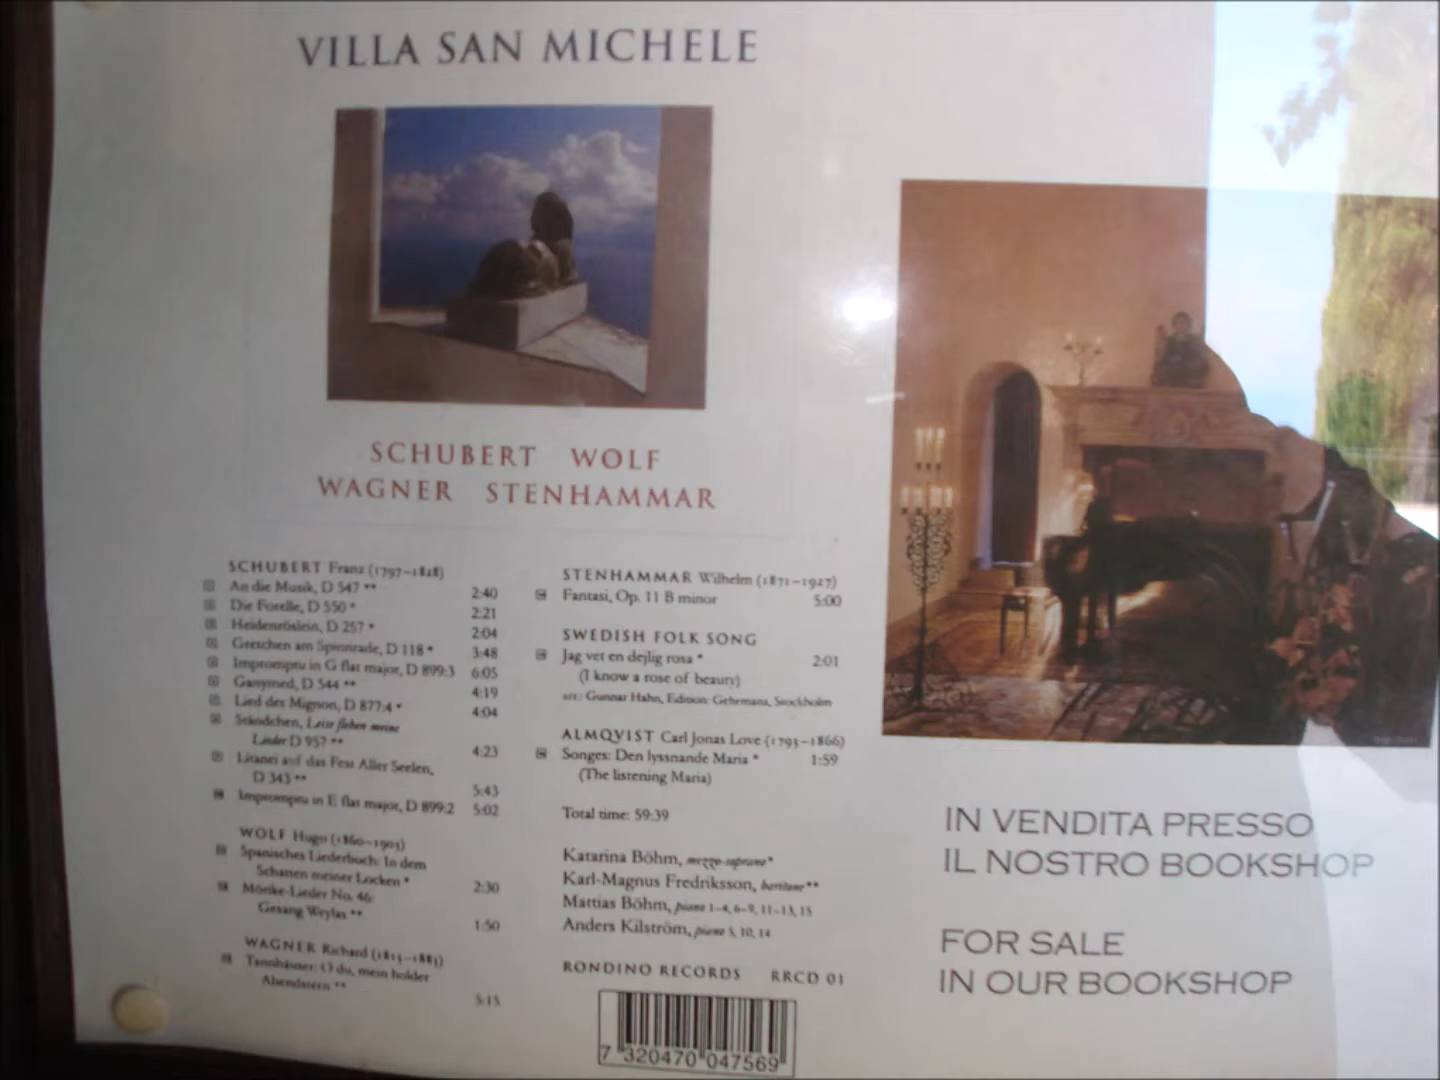 VILLA SAN MICHELE
SCHUBERT WOLF
WAGNER STENHAMMAR
SCHUBERT Franz (1797–1828)
An die Musik, D 547 ** 2:40
Die Forelle, D 550 * 2:21
Heidenröslein, D 257 * 2:04
Gretchen am Spinnrade, D 118 * 3:48
Impromptu in G flat major, D 899:3 6:05
Ganymed, D 544 ** 4:19
Lied der Mignon, D 877:4 * 4:04
Ständchen, Leise flehen meine
Lieder D 957 ** 4:23
Litanei auf das Fest Aller Seelen,
D 343 ** 5:43
Impromptu in E flat major, D 899:2 5:02
WOLF Hugo (1860–1903)
Spanisches Liederbuch: In dem
Schatten meiner Locken * 2:30
Mörike-Lieder No. 46:
Gesang Weylas ** 1:50
WAGNER Richard (1813–1883)
Tannhäuser: O du, mein holder
Abendstern ** 5:15
STENHAMMAR Wilhelm (1871–1927)
Fantasi, Op. 11 B minor 5:00
SWEDISH FOLK SONG
Jag vet en dejlig rosa * 2:01
(I know a rose of beauty)
arr.: Gunnar Hahn, Edition: Gehrmans, Stockholm
ALMQVIST Carl Jonas Love (1793–1866)
Songes: Den lyssnande Maria * 1:59
(The listening Maria)
Total time: 59:39
Katarina Böhm, mezzo-soprano*
Karl-Magnus Fredriksson, baritone**
Mattias Böhm, piano 1–4, 6–9, 11–13, 15
Anders Kilström, piano 5, 10, 14
RONDINO RECORDS RRCD 01
7 320470 047569
IN VENDITA PRESSO
IL NOSTRO BOOKSHOP
FOR SALE
IN OUR BOOKSHOP